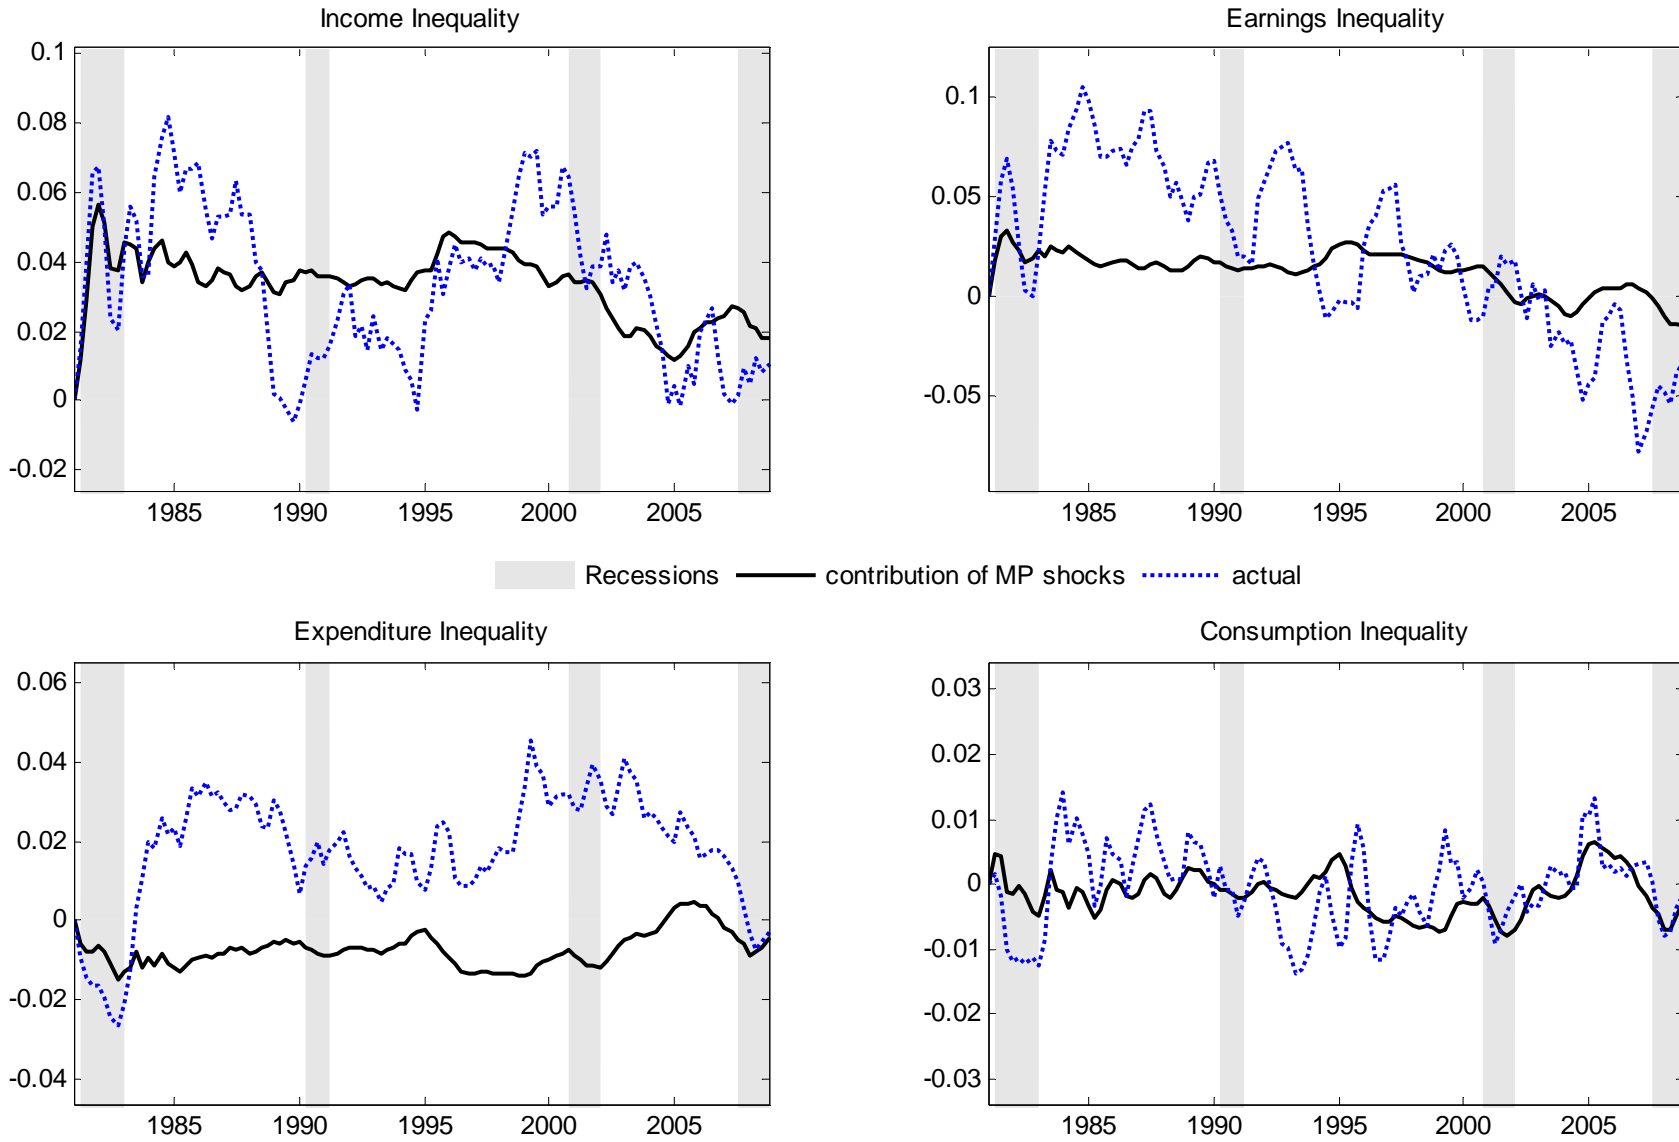 Income Inequality
Earnings Inequality
0.1
0.08
0.06
0.04
0.02
0
-0.02
1985 1990 1995 2000 2005
0.1
0.05
0
-0.05
1985 1990 1995 2000 2005
Recessions contribution of MP shocks actual
Expenditure Inequality
Consumption Inequality
0.06
0.04
0.02
0
-0.02
-0.04
1985 1990 1995 2000 2005
0.03
0.02
0.01
0
-0.01
-0.02
-0.03
1985 1990 1995 2000 2005